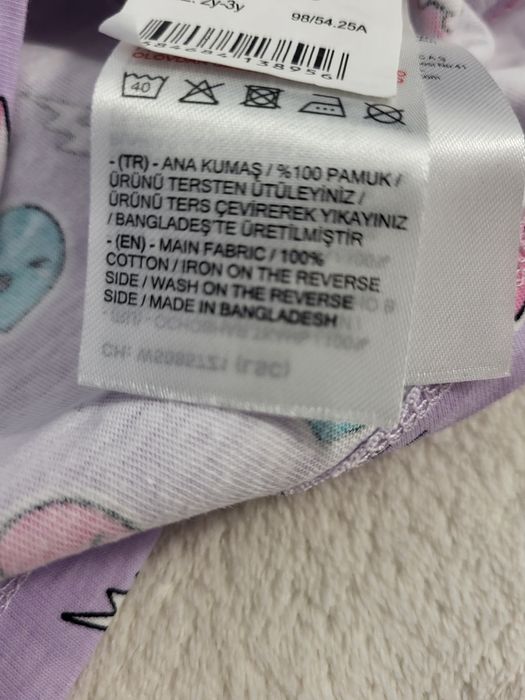 2y-3y
98/54.25A
40
- (TR) - ANA KUMAŞ / %100 PAMUK /
ÜRÜNÜ TERSTEN ÜTÜLEYİNİZ /
ÜRÜNÜ TERS ÇEVİREREK YIKAYINIZ
/ BANGLADEŞ'TE ÜRETİLMİŞTİR
- (EN) - MAIN FABRIC / 100%
COTTON / IRON ON THE REVERSE
SIDE / WASH ON THE REVERSE
SIDE / MADE IN BANGLADESH